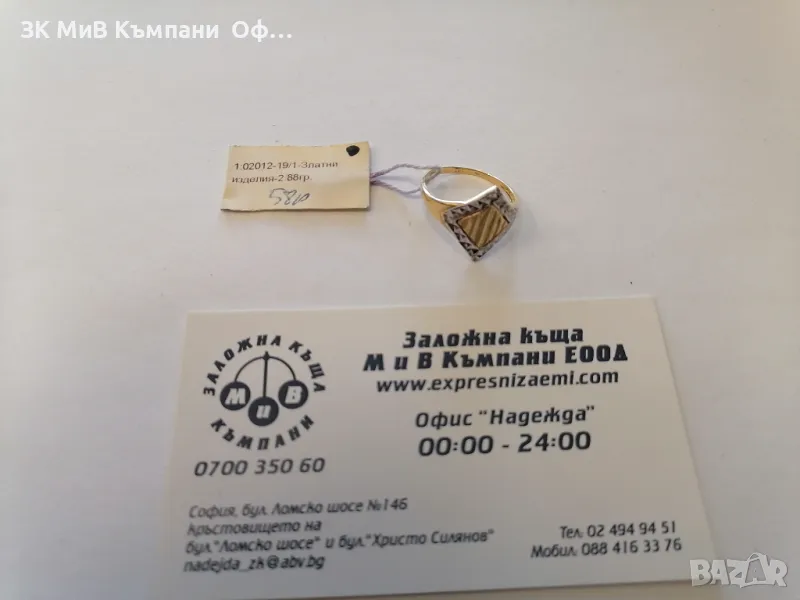 ЗК МиВ Къмпани Оф...
1:02012-19/1-Златни
изделия-2.88гр.
ЗАЛОЖНА КЪЩА
М и В
КЪМПАНИ
0700 350 60
Заложна къща
М и В Къмпани ЕООД
www.expresnizaemi.com
Офис "Надежда"
00:00 - 24:00
София, бул. Ломско шосе №146
кръстовището на
бул."Ломско шосе" и бул."Христо Силянов"
nadejda_zk@abv.bg
Тел: 02 494 94 51
Мобил: 088 416 33 76
BAZAR